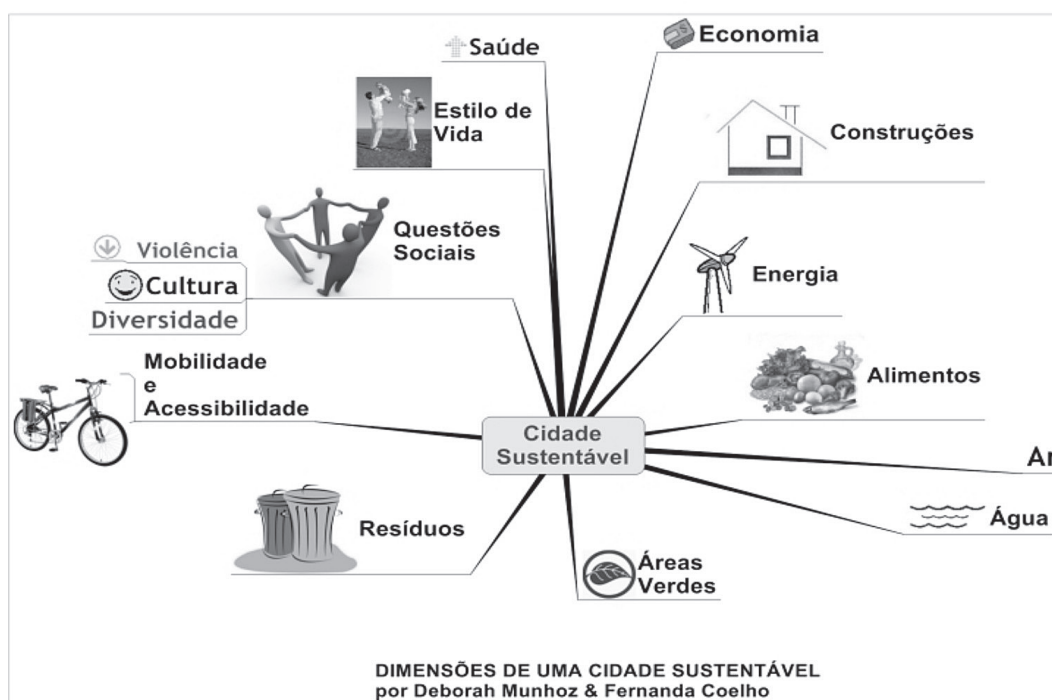 Saúde
Economia
Estilo de
Vida
Construções
Questões
Sociais
Violência
Cultura
Diversidade
Energia
Mobilidade
e
Acessibilidade
Alimentos
Cidade
Sustentável
Água
Resíduos
Áreas
Verdes
DIMENSÕES DE UMA CIDADE SUSTENTÁVEL
por Deborah Munhoz & Fernanda Coelho